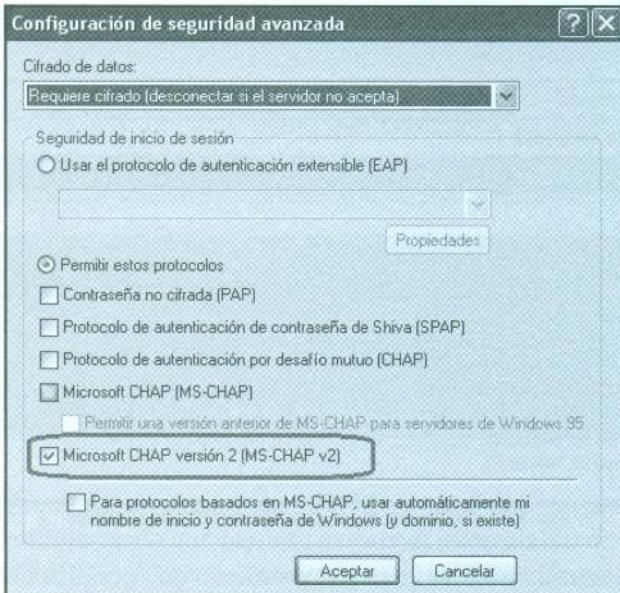 Configuración de seguridad avanzada
Cifrado de datos:
Requiere cifrado (desconectar si el servidor no acepta)
Seguridad de inicio de sesión
Usar el protocolo de autenticación extensible (EAP)
Propiedades
Permitir estos protocolos
Contraseña no cifrada (PAP)
Protocolo de autenticación de contraseña de Shiva (SPAP)
Protocolo de autenticación por desafío mutuo (CHAP)
Microsoft CHAP (MS-CHAP)
Permitir una versión anterior de MS-CHAP para servidores de Windows 95
Microsoft CHAP versión 2 (MS-CHAP v2)
Para protocolos basados en MS-CHAP, usar automáticamente mi
nombre de inicio y contraseña de Windows (y dominio, si existe)
Aceptar Cancelar